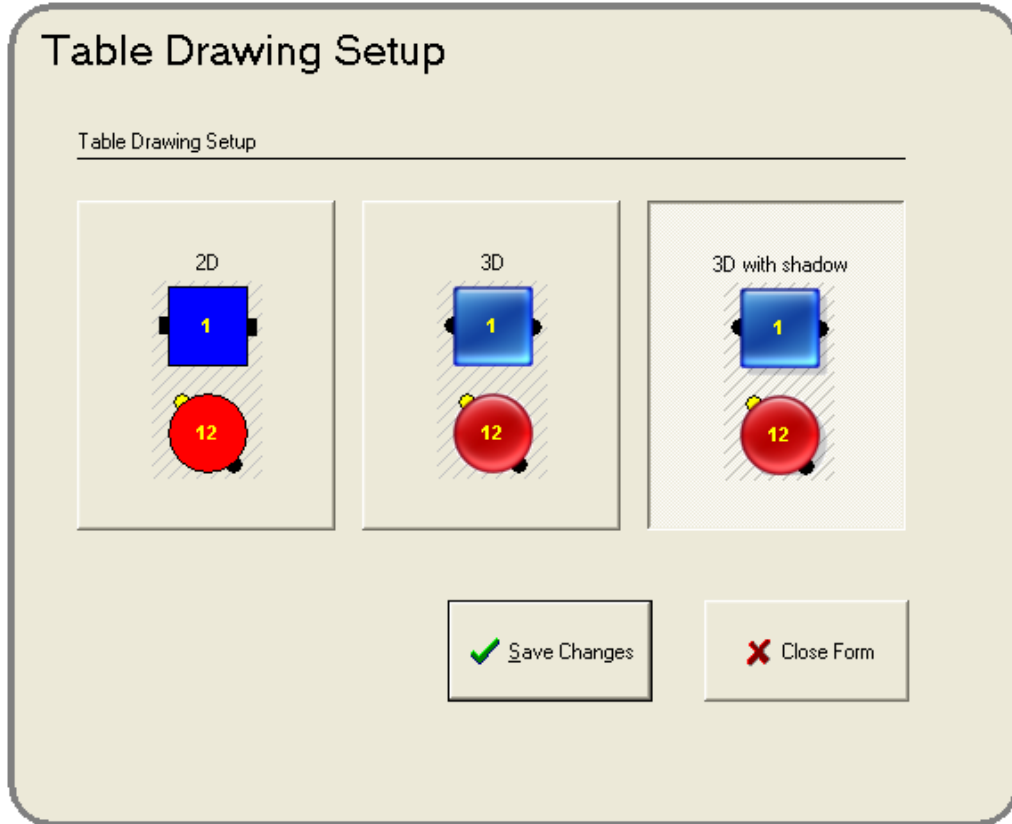 Table Drawing Setup
Table Drawing Setup
2D
1
12
3D
1
12
3D with shadow
1
12
Save Changes
Close Form